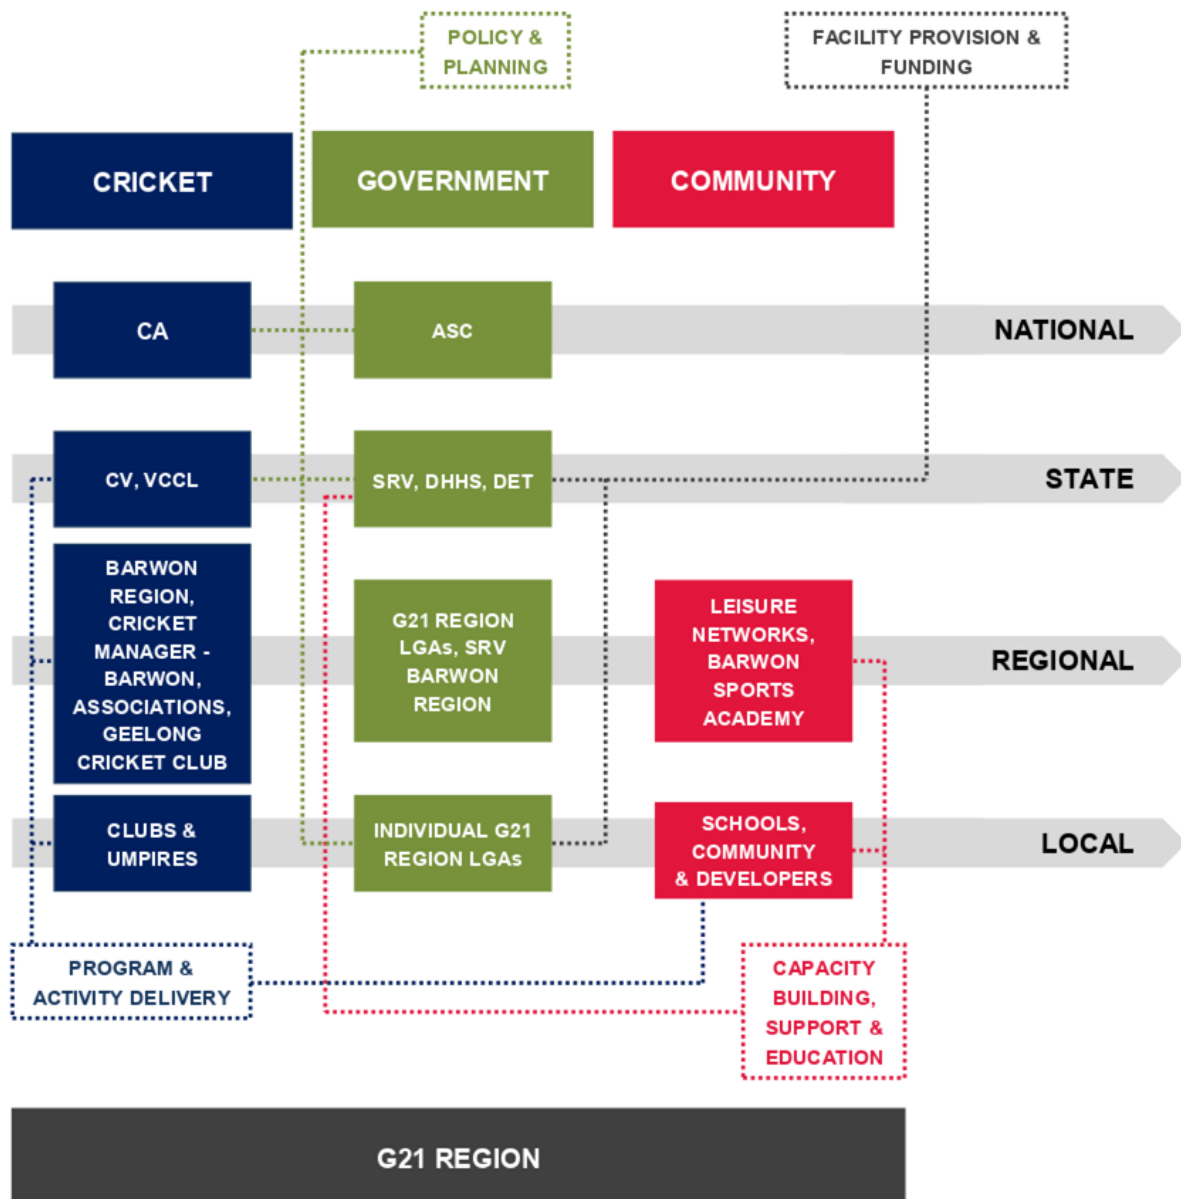 POLICY &
PLANNING
FACILITY PROVISION &
FUNDING
CRICKET
GOVERNMENT
COMMUNITY
CA
ASC
NATIONAL
CV, VCCL
SRV, DHHS, DET
STATE
BARWON
REGION,
CRICKET
MANAGER -
BARWON,
ASSOCIATIONS,
GEELONG
CRICKET CLUB
G21 REGION
LGAs, SRV
BARWON
REGION
LEISURE
NETWORKS,
BARWON
SPORTS
ACADEMY
REGIONAL
CLUBS &
UMPIRES
INDIVIDUAL G21
REGION LGAs
SCHOOLS,
COMMUNITY
& DEVELOPERS
LOCAL
PROGRAM &
ACTIVITY DELIVERY
CAPACITY
BUILDING,
SUPPORT &
EDUCATION
G21 REGION